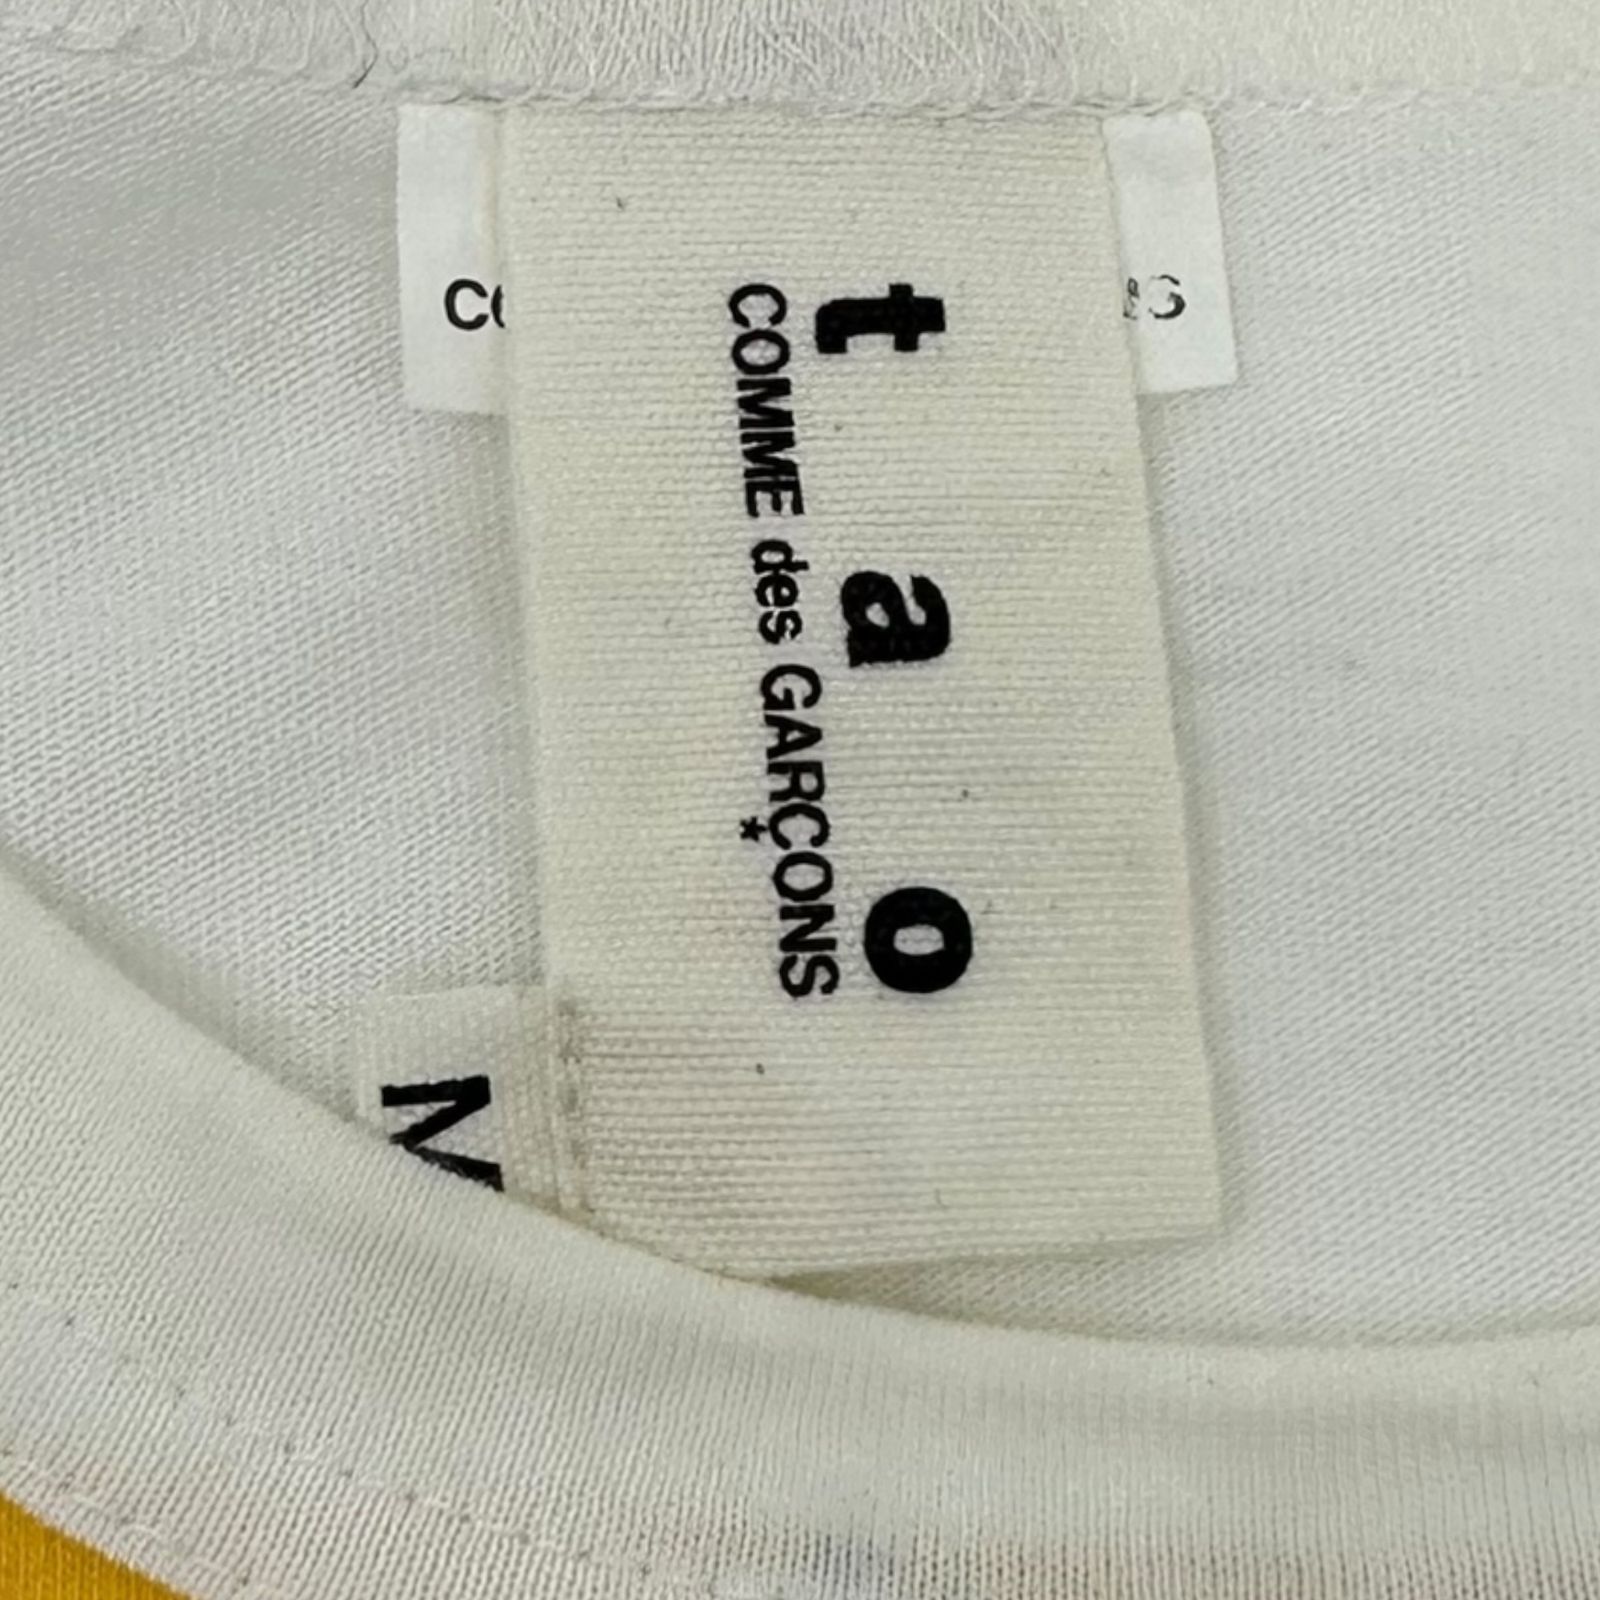 t a o
COMME des GARÇONS
*
M